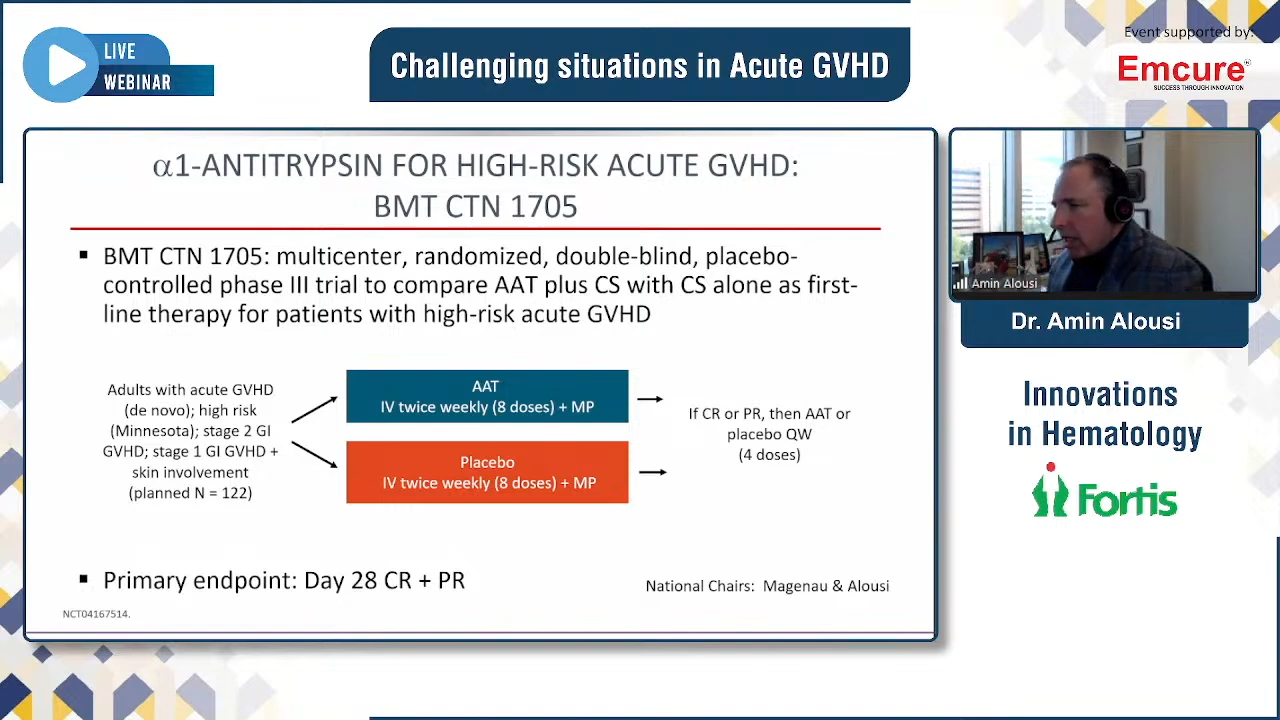 LIVE
WEBINAR
Challenging situations in Acute GVHD
Event supported by:
Emcure®
SUCCESS THROUGH INNOVATION
α1-ANTITRYPSIN FOR HIGH-RISK ACUTE GVHD:
BMT CTN 1705
▪ BMT CTN 1705: multicenter, randomized, double-blind, placebo-
controlled phase III trial to compare AAT plus CS with CS alone as first-
line therapy for patients with high-risk acute GVHD
Adults with acute GVHD
(de novo); high risk
(Minnesota); stage 2 GI
GVHD; stage 1 GI GVHD +
skin involvement
(planned N = 122)
AAT
IV twice weekly (8 doses) + MP
Placebo
IV twice weekly (8 doses) + MP
If CR or PR, then AAT or
placebo QW
(4 doses)
▪ Primary endpoint: Day 28 CR + PR
National Chairs: Magenau & Alousi
NCT04167514.
Amin Alousi
Dr. Amin Alousi
Innovations
in Hematology
Fortis